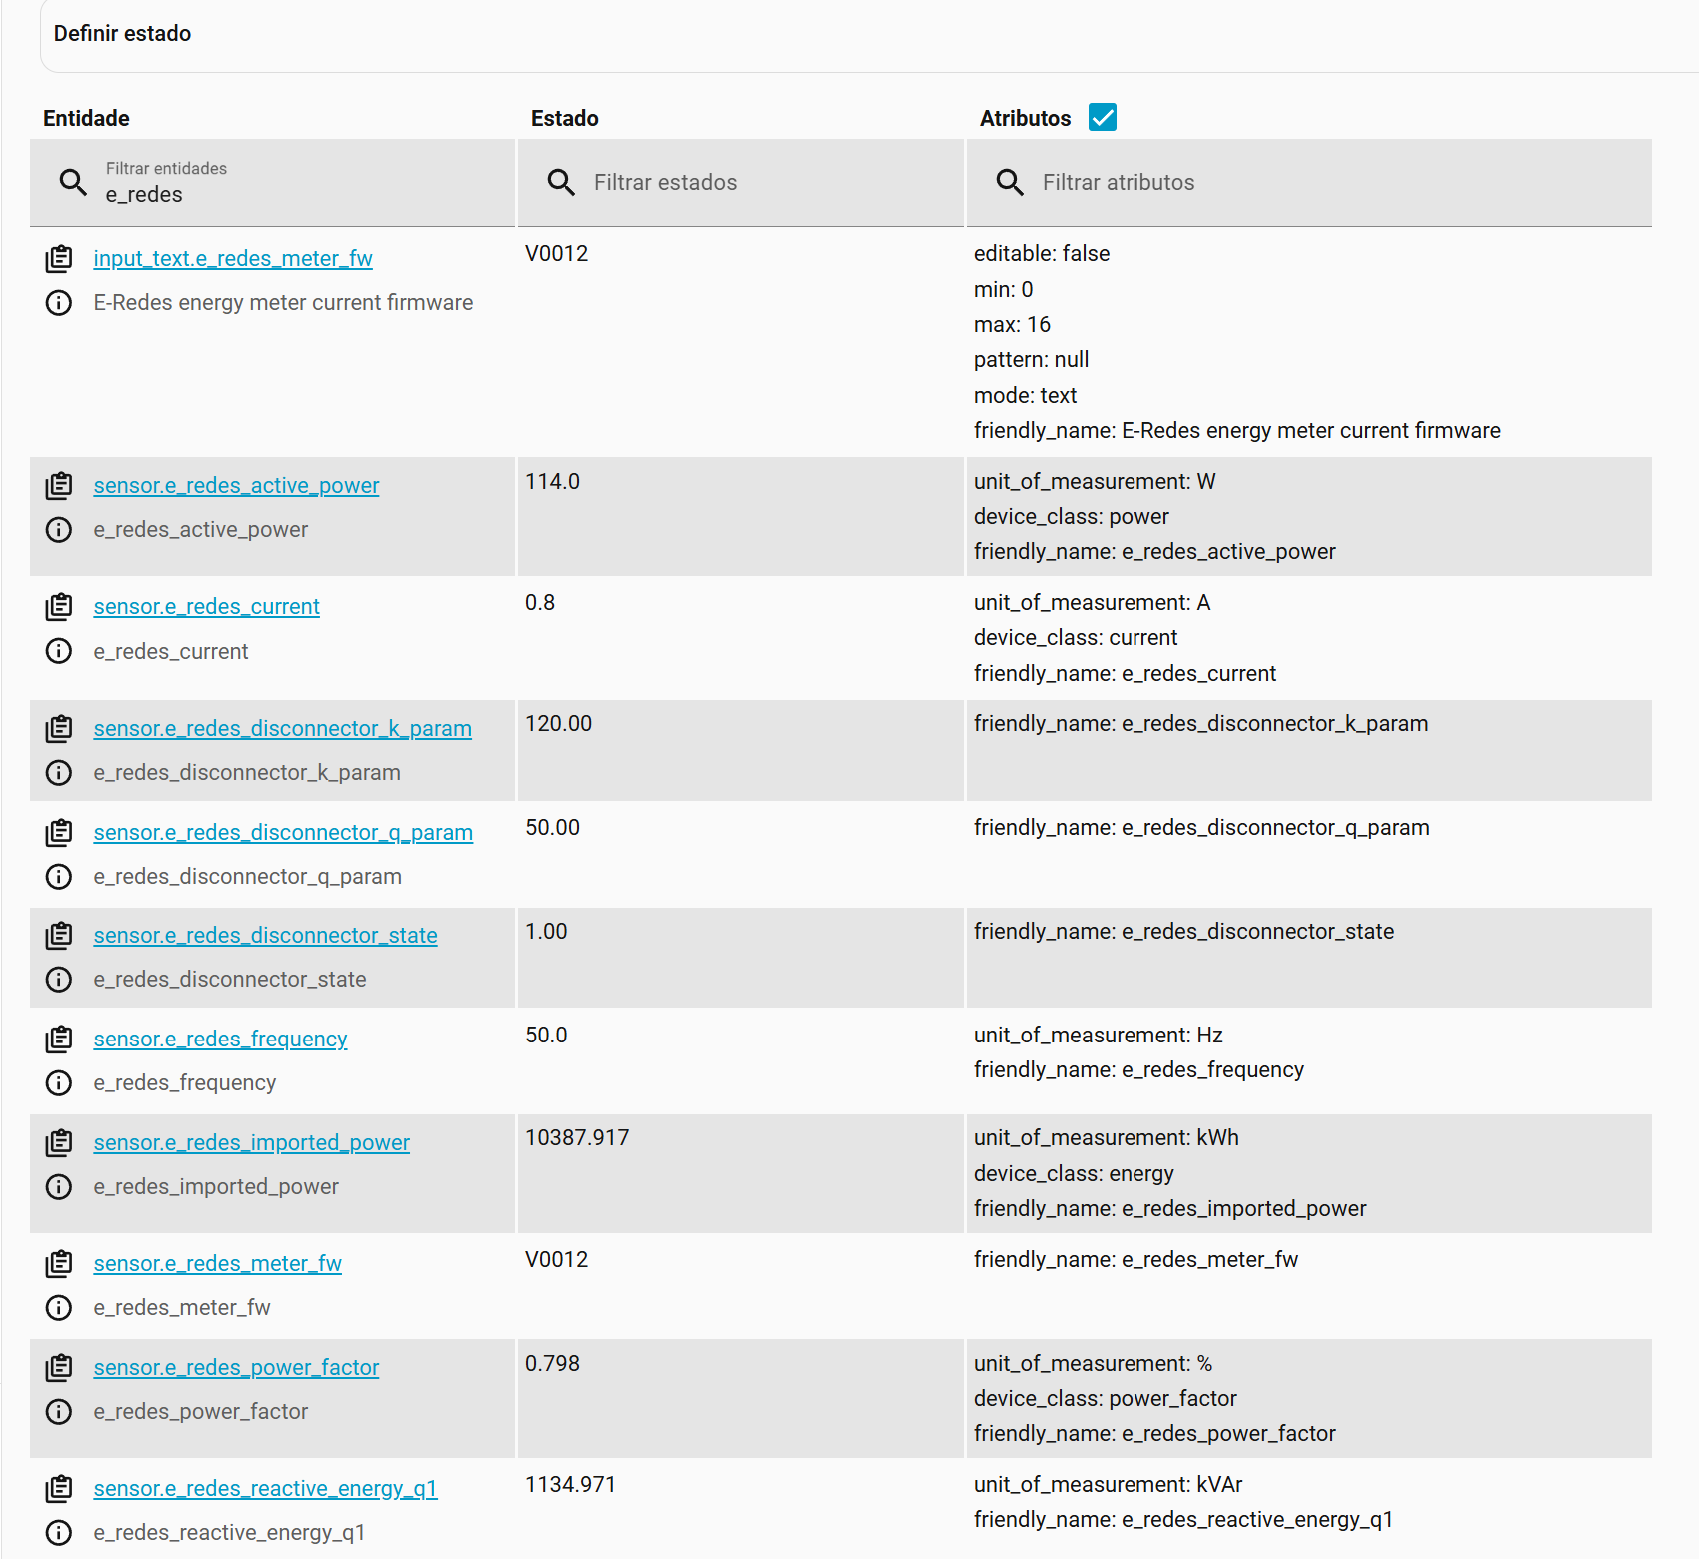 Definir estado
Entidade Estado Atributos
Filtrar entidades
e_redes Filtrar estados Filtrar atributos
input_text.e_redes_meter_fw V0012 editable: false
E-Redes energy meter current firmware min: 0
max: 16
pattern: null
mode: text
friendly_name: E-Redes energy meter current firmware
sensor.e_redes_active_power 114.0 unit_of_measurement: W
e_redes_active_power device_class: power
friendly_name: e_redes_active_power
sensor.e_redes_current 0.8 unit_of_measurement: A
e_redes_current device_class: current
friendly_name: e_redes_current
sensor.e_redes_disconnector_k_param 120.00 friendly_name: e_redes_disconnector_k_param
e_redes_disconnector_k_param
sensor.e_redes_disconnector_q_param 50.00 friendly_name: e_redes_disconnector_q_param
e_redes_disconnector_q_param
sensor.e_redes_disconnector_state 1.00 friendly_name: e_redes_disconnector_state
e_redes_disconnector_state
sensor.e_redes_frequency 50.0 unit_of_measurement: Hz
e_redes_frequency friendly_name: e_redes_frequency
sensor.e_redes_imported_power 10387.917 unit_of_measurement: kWh
e_redes_imported_power device_class: energy
friendly_name: e_redes_imported_power
sensor.e_redes_meter_fw V0012 friendly_name: e_redes_meter_fw
e_redes_meter_fw
sensor.e_redes_power_factor 0.798 unit_of_measurement: %
e_redes_power_factor device_class: power_factor
friendly_name: e_redes_power_factor
sensor.e_redes_reactive_energy_q1 1134.971 unit_of_measurement: kVAr
e_redes_reactive_energy_q1 friendly_name: e_redes_reactive_energy_q1